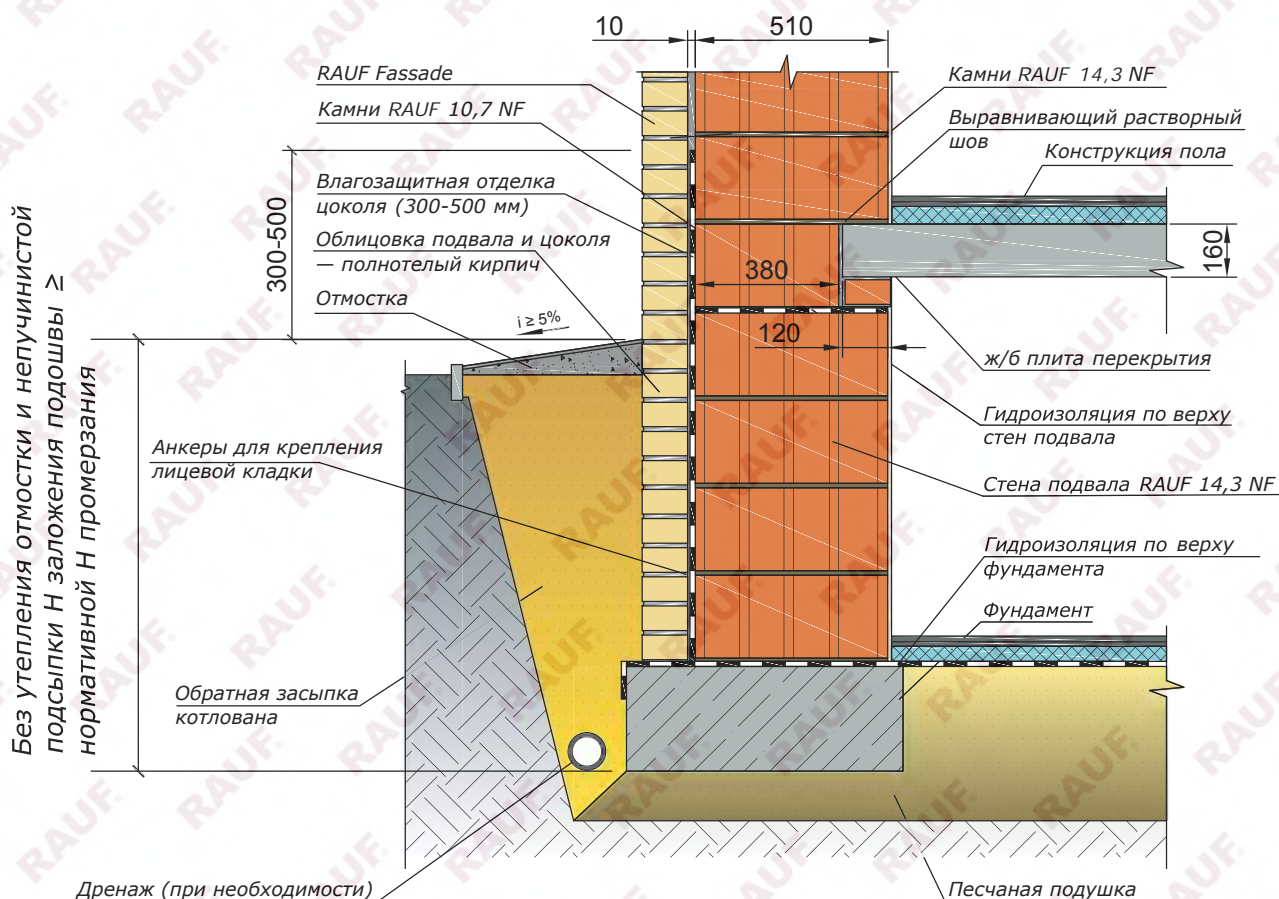 10
510
RAUF Fassade
Камни RAUF 10,7 NF
Влагозащитная отделка
цоколя (300-500 мм)
Облицовка подвала и цоколя
— полнотелый кирпич
Отмостка
i ≥ 5%
300-500
Без утепления отмостки и непучинистой
подсыпки Н заложения подошвы ≥
нормативной Н промерзания
Анкеры для крепления
лицевой кладки
Обратная засыпка
котлована
Дренаж (при необходимости)
Камни RAUF 14,3 NF
Выравнивающий растворный
шов
Конструкция пола
160
380
120
ж/б плита перекрытия
Гидроизоляция по верху
стен подвала
Стена подвала RAUF 14,3 NF
Гидроизоляция по верху
фундамента
Фундамент
Песчаная подушка
RAUF